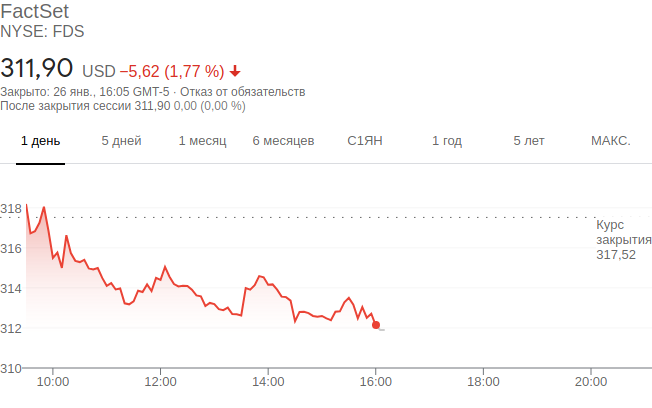 FactSet
NYSE: FDS
311,90 USD −5,62 (1,77 %)
Закрыто: 26 янв., 16:05 GMT-5 · Отказ от обязательств
После закрытия сессии 311,90 0,00 (0,00 %)
1 день 5 дней 1 месяц 6 месяцев С1ЯН 1 год 5 лет МАКС.
318
Курс
закрытия
317,52
316
314
312
310
10:00 12:00 14:00 16:00 18:00 20:00